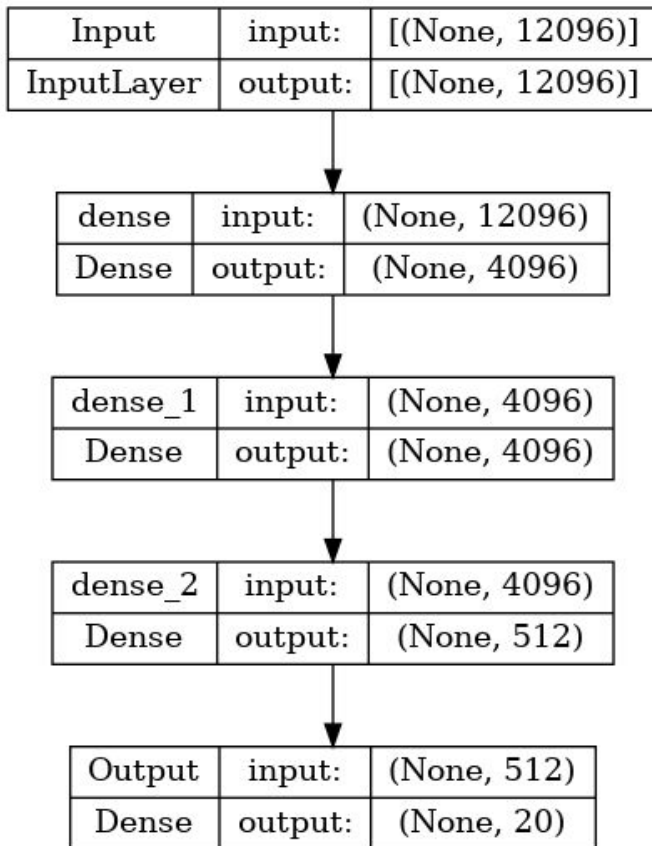 Input input: [(None, 12096)]
InputLayer output: [(None, 12096)]
dense input: (None, 12096)
Dense output: (None, 4096)
dense_1 input: (None, 4096)
Dense output: (None, 4096)
dense_2 input: (None, 4096)
Dense output: (None, 512)
Output input: (None, 512)
Dense output: (None, 20)